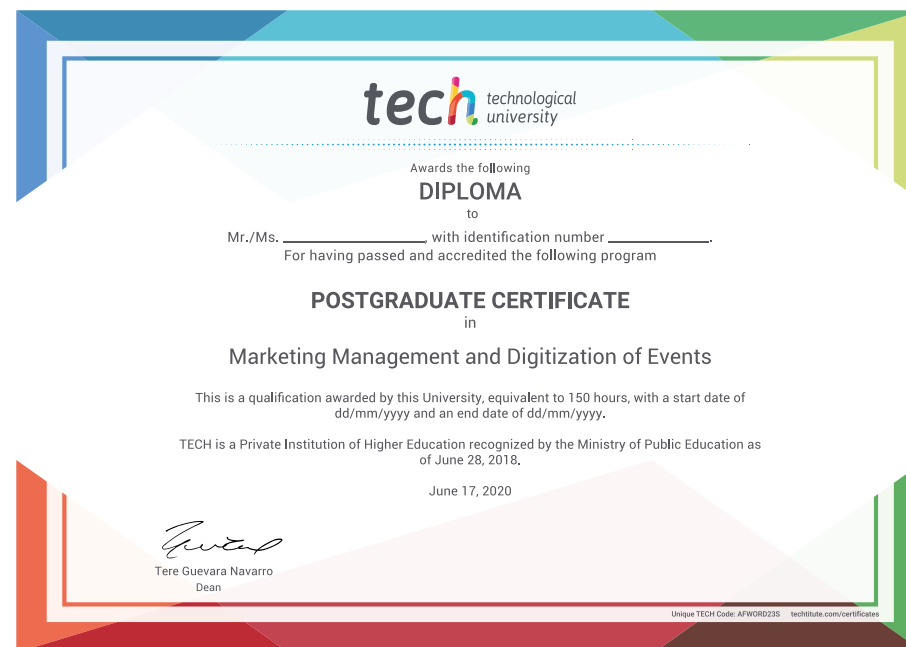 tech technological
university
Awards the following
DIPLOMA
to
Mr./Ms. ____________, with identification number ____________.
For having passed and accredited the following program
POSTGRADUATE CERTIFICATE
in
Marketing Management and Digitization of Events
This is a qualification awarded by this University, equivalent to 150 hours, with a start date of
dd/mm/yyyy and an end date of dd/mm/yyyy.
TECH is a Private Institution of Higher Education recognized by the Ministry of Public Education as
of June 28, 2018.
June 17, 2020
Tere Guevara Navarro
Dean
Unique TECH Code: AFWORD23S techtitute.com/certificates